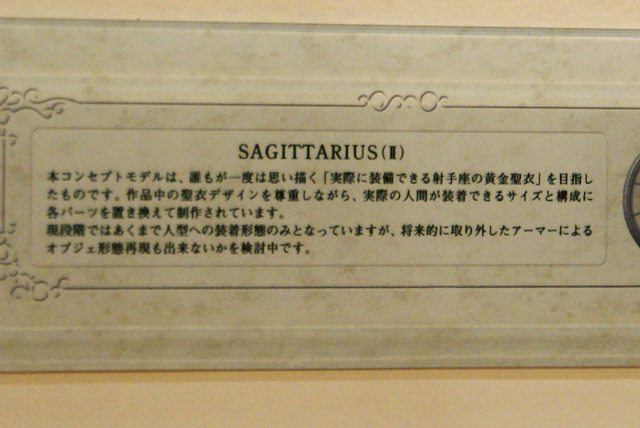 SAGITTARIUS(Ⅱ)
本コンセプトモデルは、誰もが一度は思い描く「実際に装備できる射手座の黄金聖衣」を目指し
たものです。作品中の聖衣デザインを尊重しながら、実際の人間が装着できるサイズと構成に
各パーツを置き換えて制作されています。
現段階ではあくまで人型への装着形態のみとなっていますが、将来的に取り外したアーマーによる
オブジェ形態再現も出来ないかを検討中です。